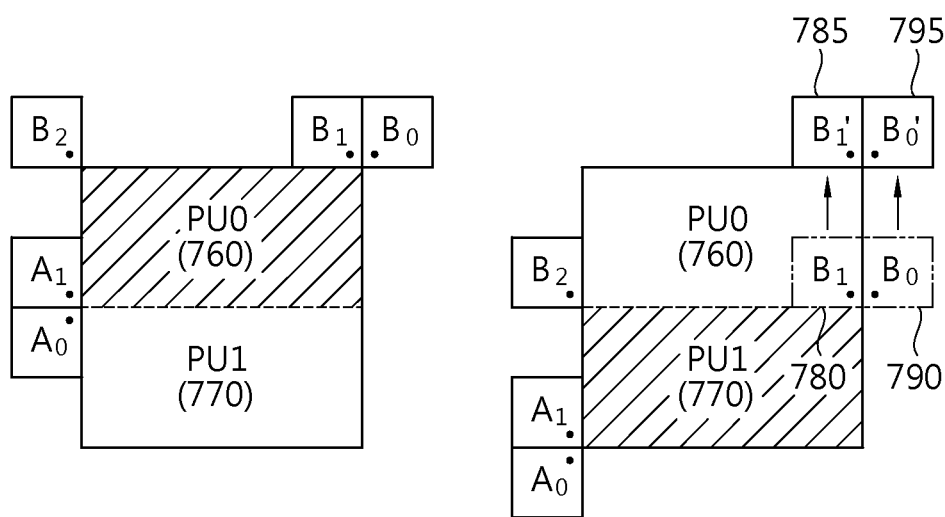 785 795
B₂ B₁ B₀ B₁' B₀'
PU0
(760)
A₁
A₀
PU1
(770)
PU0
(760)
B₂ B₁ B₀
PU1
(770)
780 790
A₁
A₀